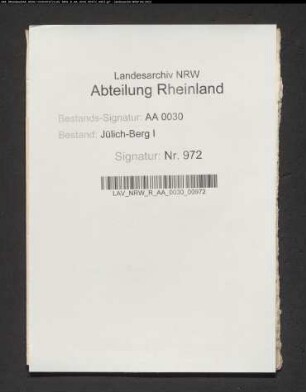 Landesarchiv NRW
Abteilung Rheinland
Bestands-Signatur: AA 0030
Bestand: Jülich-Berg I
Signatur: Nr. 972
LAV_NRW_R_AA_0030_00972